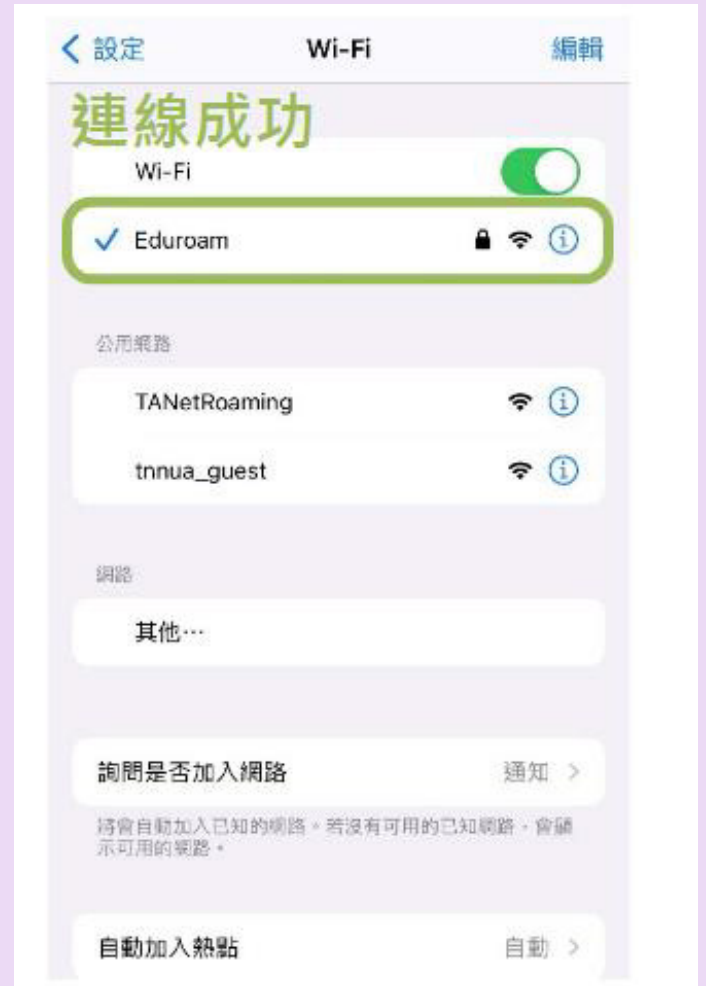 設定 Wi-Fi 編輯
連線成功
Wi-Fi
Eduroam
公用網路
TANetRoaming
tnnua_guest
網路
其他…
詢問是否加入網路 通知
將會自動加入已知的網路。若沒有可用的已知網路,會顯
示可用的網路。
自動加入熱點 自動